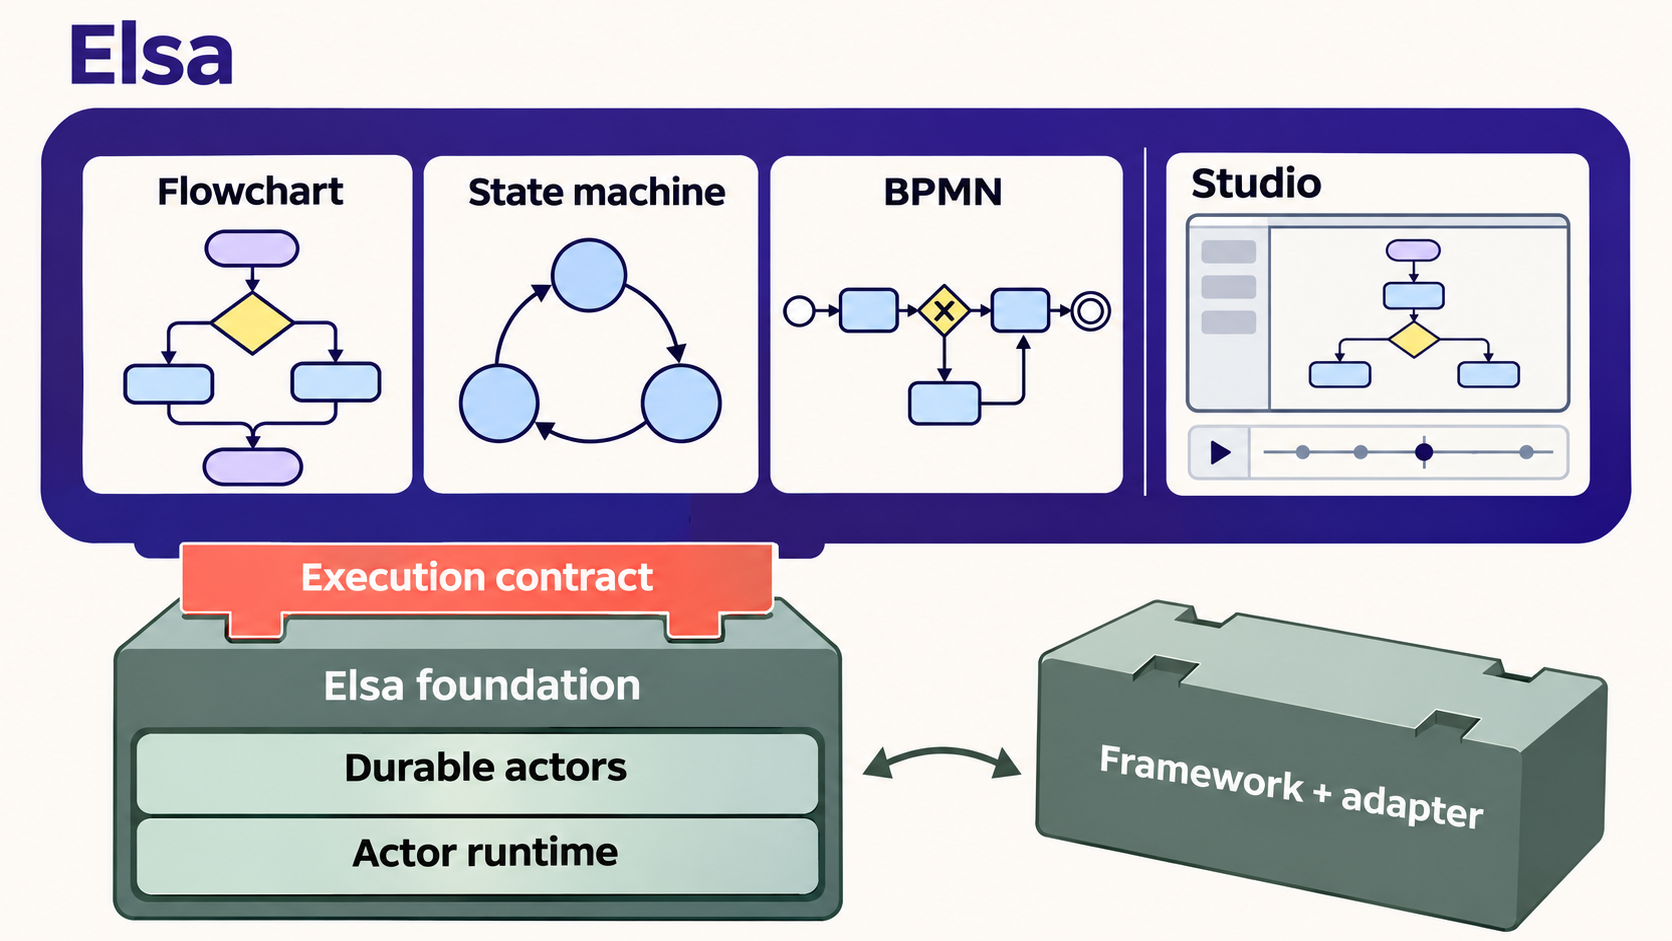 Elsa
Flowchart
State machine
BPMN
Studio
Execution contract
Elsa foundation
Durable actors
Actor runtime
Framework + adapter